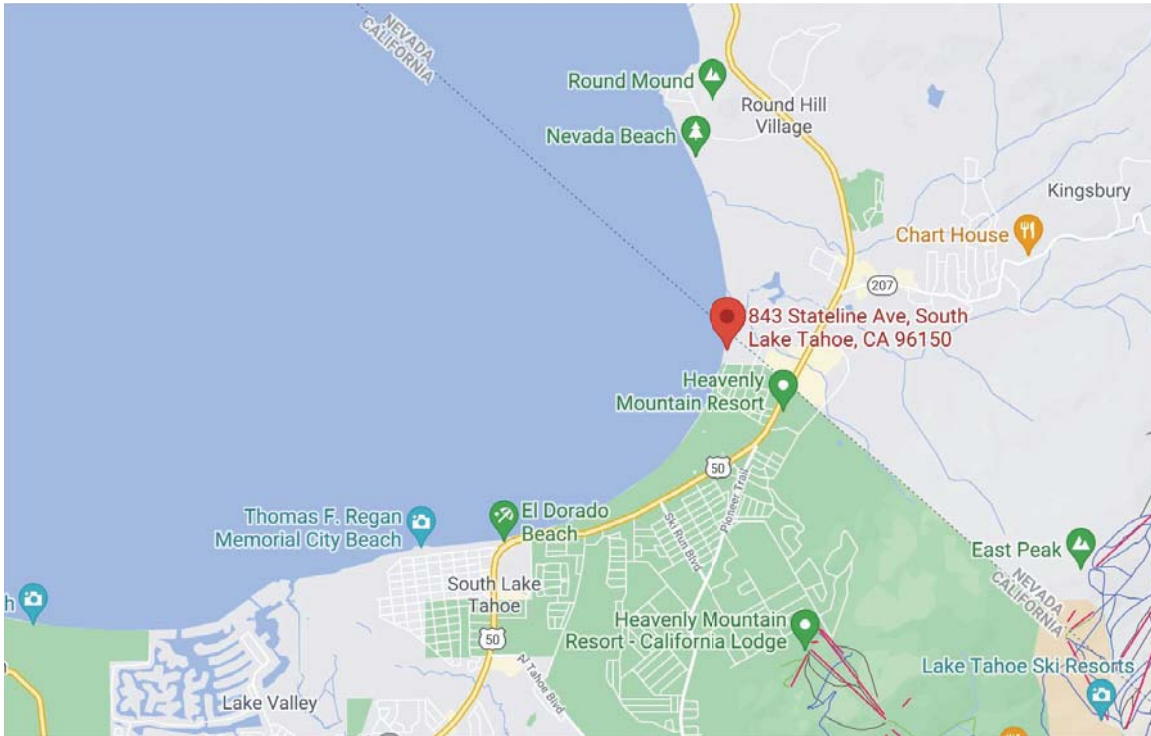 NEVADA
CALIFORNIA
Round Mound
Round Hill
Village
Nevada Beach
Kingsbury
Chart House
207
843 Stateline Ave, South
Lake Tahoe, CA 96150
Heavenly
Mountain Resort
50
Pioneer Trail
Ski Run Blvd
Thomas F. Regan
Memorial City Beach
El Dorado
Beach
East Peak
NEVADA
CALIFORNIA
South Lake
Tahoe
h
50
Heavenly Mountain
Resort - California Lodge
N Tahoe Blvd.
Lake Tahoe Ski Resorts
Lake Valley